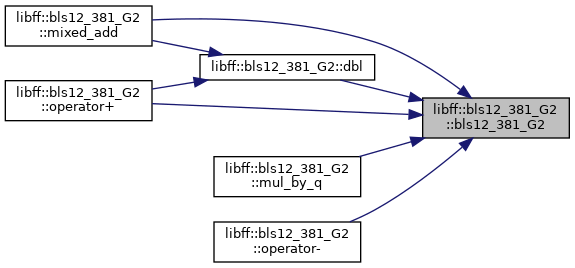 libff::bls12_381_G2
::mixed_add
libff::bls12_381_G2::dbl
libff::bls12_381_G2
::operator+
libff::bls12_381_G2
::bls12_381_G2
libff::bls12_381_G2
::mul_by_q
libff::bls12_381_G2
::operator-